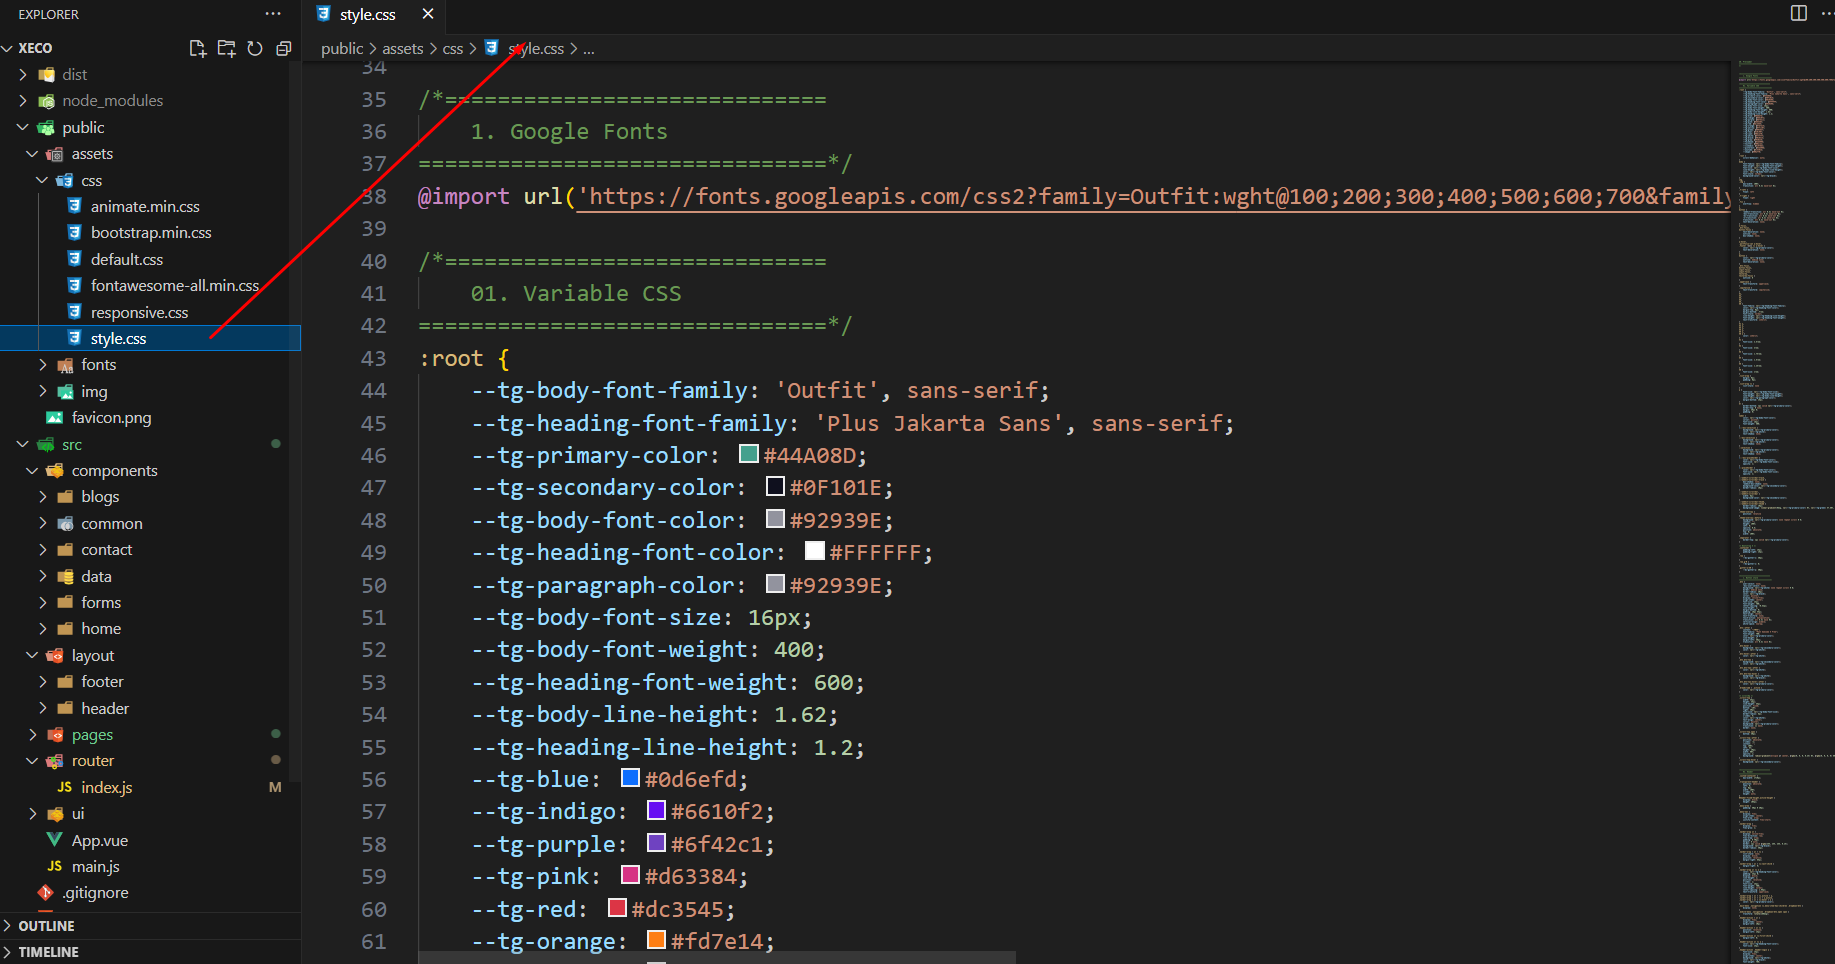 EXPLORER
XECO
dist
node_modules
public
assets
css
animate.min.css
bootstrap.min.css
default.css
fontawesome-all.min.css
responsive.css
style.css
fonts
img
favicon.png
src
components
blogs
common
contact
data
forms
home
layout
footer
header
pages
router
JS index.js M
ui
App.vue
JS main.js
.gitignore
OUTLINE
TIMELINE
style.css
public > assets > css > style.css > ...
34
35 /*=============================
36 1. Google Fonts
37 ===============================*/
38 @import url('https://fonts.googleapis.com/css2?family=Outfit:wght@100;200;300;400;500;600;700&family
39
40 /*=============================
41 01. Variable CSS
42 ===============================*/
43 :root {
44 --tg-body-font-family: 'Outfit', sans-serif;
45 --tg-heading-font-family: 'Plus Jakarta Sans', sans-serif;
46 --tg-primary-color: #44A08D;
47 --tg-secondary-color: #0F101E;
48 --tg-body-font-color: #92939E;
49 --tg-heading-font-color: #FFFFFF;
50 --tg-paragraph-color: #92939E;
51 --tg-body-font-size: 16px;
52 --tg-body-font-weight: 400;
53 --tg-heading-font-weight: 600;
54 --tg-body-line-height: 1.62;
55 --tg-heading-line-height: 1.2;
56 --tg-blue: #0d6efd;
57 --tg-indigo: #6610f2;
58 --tg-purple: #6f42c1;
59 --tg-pink: #d63384;
60 --tg-red: #dc3545;
61 --tg-orange: #fd7e14;